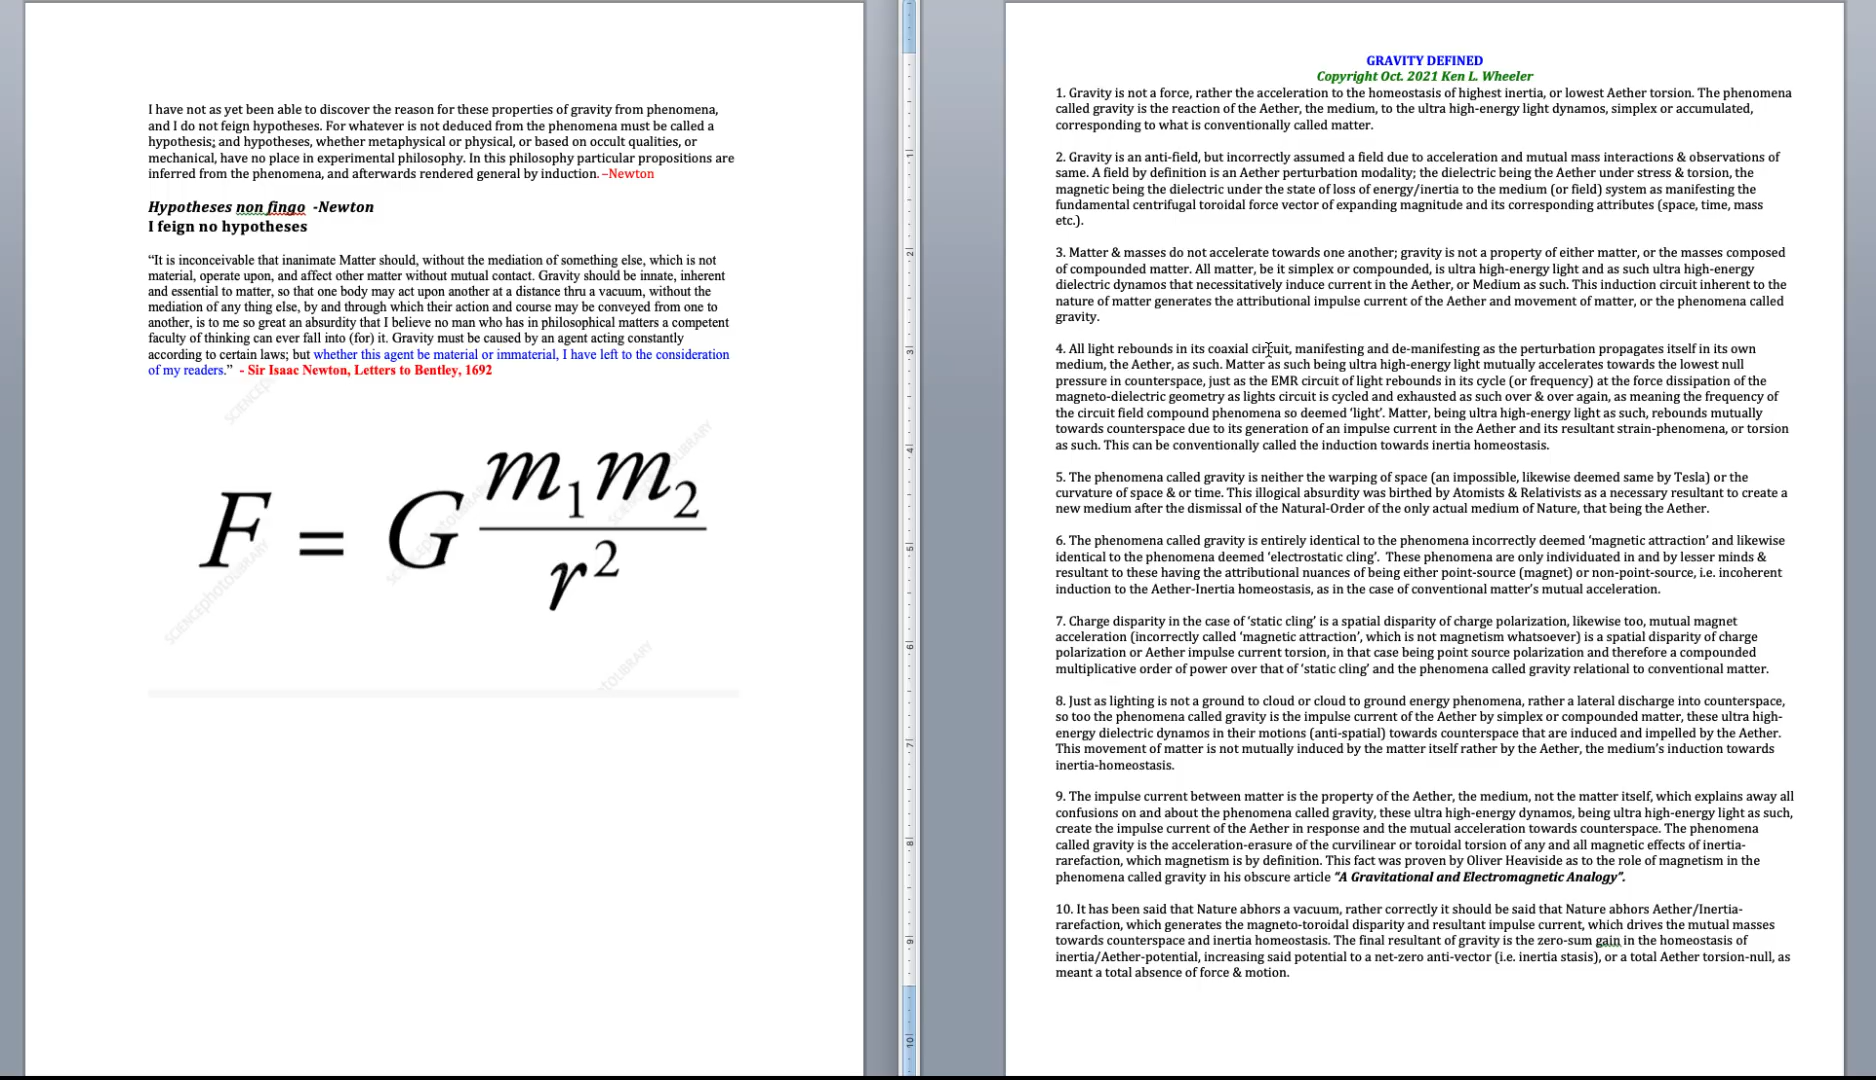 I have not as yet been able to discover the reason for these properties of gravity from phenomena,
and I do not feign hypotheses. For whatever is not deduced from the phenomena must be called a
hypothesis; and hypotheses, whether metaphysical or physical, or based on occult qualities, or
mechanical, have no place in experimental philosophy. In this philosophy particular propositions are
inferred from the phenomena, and afterwards rendered general by induction. –Newton
Hypotheses non fingo -Newton
I feign no hypotheses
“It is inconceivable that inanimate Matter should, without the mediation of something else, which is not
material, operate upon, and affect other matter without mutual contact. Gravity should be innate, inherent
and essential to matter, so that one body may act upon another at a distance thru a vacuum, without the
mediation of any thing else, by and through which their action and course may be conveyed from one to
another, is to me so great an absurdity that I believe no man who has in philosophical matters a competent
faculty of thinking can ever fall into (for) it. Gravity must be caused by an agent acting constantly
according to certain laws; but whether this agent be material or immaterial, I have left to the consideration
of my readers.” - Sir Isaac Newton, Letters to Bentley, 1692
F = G m₁m₂ / r²
SCIENCEphotoLIBRARY
GRAVITY DEFINED
Copyright Oct. 2021 Ken L. Wheeler
1. Gravity is not a force, rather the acceleration to the homeostasis of highest inertia, or lowest Aether torsion. The phenomena
called gravity is the reaction of the Aether, the medium, to the ultra high-energy light dynamos, simplex or accumulated,
corresponding to what is conventionally called matter.
2. Gravity is an anti-field, but incorrectly assumed a field due to acceleration and mutual mass interactions & observations of
same. A field by definition is an Aether perturbation modality; the dielectric being the Aether under stress & torsion, the
magnetic being the dielectric under the state of loss of energy/inertia to the medium (or field) system as manifesting the
fundamental centrifugal toroidal force vector of expanding magnitude and its corresponding attributes (space, time, mass
etc.).
3. Matter & masses do not accelerate towards one another; gravity is not a property of either matter, or the masses composed
of compounded matter. All matter, be it simplex or compounded, is ultra high-energy light and as such ultra high-energy
dielectric dynamos that necessitatively induce current in the Aether, or Medium as such. This induction circuit inherent to the
nature of matter generates the attributional impulse current of the Aether and movement of matter, or the phenomena called
gravity.
4. All light rebounds in its coaxial circuit, manifesting and de-manifesting as the perturbation propagates itself in its own
medium, the Aether, as such. Matter as such being ultra high-energy light mutually accelerates towards the lowest null
pressure in counterspace, just as the EMR circuit of light rebounds in its cycle (or frequency) at the force dissipation of the
magneto-dielectric geometry as lights circuit is cycled and exhausted as such over & over again, as meaning the frequency of
the circuit field compound phenomena so deemed ‘light’. Matter, being ultra high-energy light as such, rebounds mutually
towards counterspace due to its generation of an impulse current in the Aether and its resultant strain-phenomena, or torsion
as such. This can be conventionally called the induction towards inertia homeostasis.
5. The phenomena called gravity is neither the warping of space (an impossible, likewise deemed same by Tesla) or the
curvature of space & or time. This illogical absurdity was birthed by Atomists & Relativists as a necessary resultant to create a
new medium after the dismissal of the Natural-Order of the only actual medium of Nature, that being the Aether.
6. The phenomena called gravity is entirely identical to the phenomena incorrectly deemed ‘magnetic attraction’ and likewise
identical to the phenomena deemed ‘electrostatic cling’. These phenomena are only individuated in and by lesser minds &
resultant to these having the attributional nuances of being either point-source (magnet) or non-point-source, i.e. incoherent
induction to the Aether-Inertia homeostasis, as in the case of conventional matter’s mutual acceleration.
7. Charge disparity in the case of ‘static cling’ is a spatial disparity of charge polarization, likewise too, mutual magnet
acceleration (incorrectly called ‘magnetic attraction’, which is not magnetism whatsoever) is a spatial disparity of charge
polarization or Aether impulse current torsion, in that case being point source polarization and therefore a compounded
multiplicative order of power over that of ‘static cling’ and the phenomena called gravity relational to conventional matter.
8. Just as lighting is not a ground to cloud or cloud to ground energy phenomena, rather a lateral discharge into counterspace,
so too the phenomena called gravity is the impulse current of the Aether by simplex or compounded matter, these ultra high-
energy dielectric dynamos in their motions (anti-spatial) towards counterspace that are induced and impelled by the Aether.
This movement of matter is not mutually induced by the matter itself rather by the Aether, the medium’s induction towards
inertia-homeostasis.
9. The impulse current between matter is the property of the Aether, the medium, not the matter itself, which explains away all
confusions on and about the phenomena called gravity, these ultra high-energy dynamos, being ultra high-energy light as such,
create the impulse current of the Aether in response and the mutual acceleration towards counterspace. The phenomena
called gravity is the acceleration-erasure of the curvilinear or toroidal torsion of any and all magnetic effects of inertia-
rarefaction, which magnetism is by definition. This fact was proven by Oliver Heaviside as to the role of magnetism in the
phenomena called gravity in his obscure article “A Gravitational and Electromagnetic Analogy”.
10. It has been said that Nature abhors a vacuum, rather correctly it should be said that Nature abhors Aether/Inertia-
rarefaction, which generates the magneto-toroidal disparity and resultant impulse current, which drives the mutual masses
towards counterspace and inertia homeostasis. The final resultant of gravity is the zero-sum gain in the homeostasis of
inertia/Aether-potential, increasing said potential to a net-zero anti-vector (i.e. inertia stasis), or a total Aether torsion-null, as
meant a total absence of force & motion.